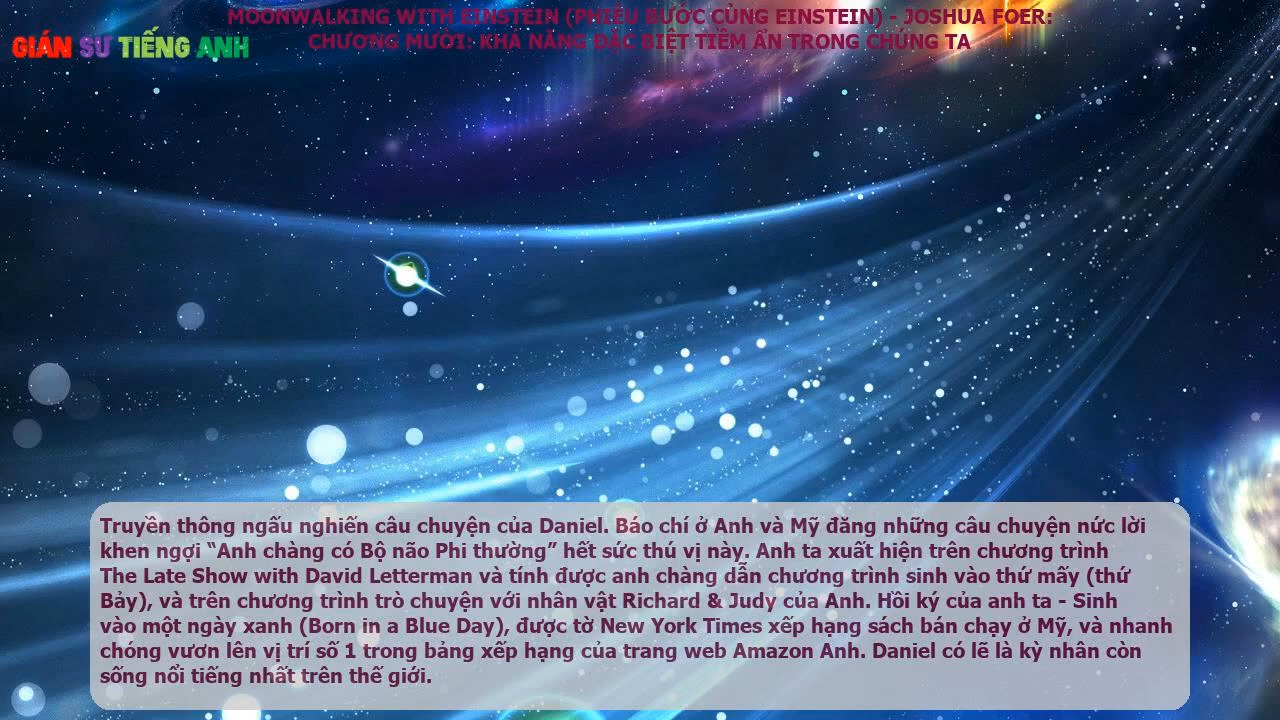 MOONWALKING WITH EINSTEIN (PHIÊU BƯỚC CÙNG EINSTEIN) - JOSHUA FOER:
CHƯƠNG MƯỜI: KHẢ NĂNG ĐẶC BIỆT TIỀM ẨN TRONG CHÚNG TA
GIÁN SƯ TIẾNG ANH
Truyền thông ngấu nghiến câu chuyện của Daniel. Báo chí ở Anh và Mỹ đăng những câu chuyện nức lời
khen ngợi “Anh chàng có Bộ não Phi thường” hết sức thú vị này. Anh ta xuất hiện trên chương trình
The Late Show with David Letterman và tính được anh chàng dẫn chương trình sinh vào thứ mấy (thứ
Bảy), và trên chương trình trò chuyện với nhân vật Richard & Judy của Anh. Hồi ký của anh ta - Sinh
vào một ngày xanh (Born in a Blue Day), được tờ New York Times xếp hạng sách bán chạy ở Mỹ, và nhanh
chóng vươn lên vị trí số 1 trong bảng xếp hạng của trang web Amazon Anh. Daniel có lẽ là kỳ nhân còn
sống nổi tiếng nhất trên thế giới.